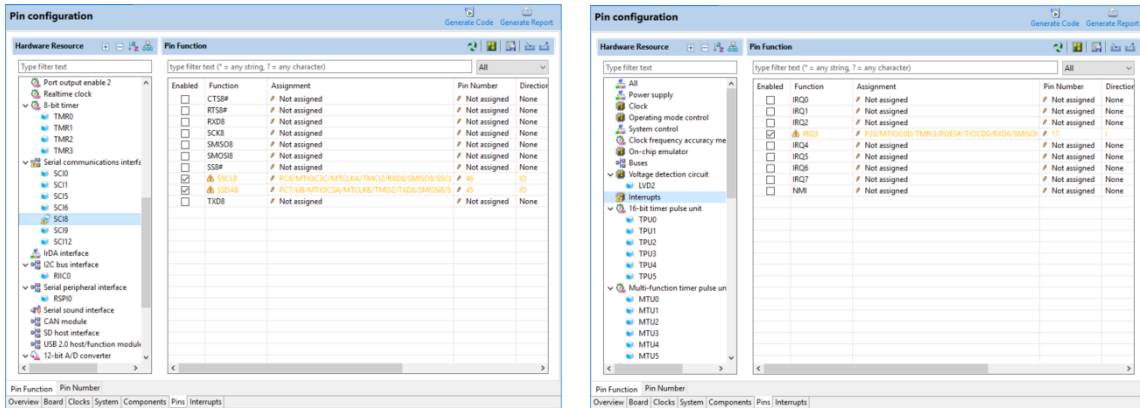 Pin configuration
Generate Code Generate Report
Hardware Resource
Pin Function
Type filter text
type filter text (* = any string, ? = any character)
All
Port output enable 2
Realtime clock
8-bit timer
TMR0
TMR1
TMR2
TMR3
Serial communications interfa
SCI0
SCI1
SCI5
SCI6
SCI8
SCI9
SCI12
IrDA interface
I2C bus interface
RIIC0
Serial peripheral interface
RSPI0
Serial sound interface
CAN module
SD host interface
USB 2.0 host/function module
12-bit A/D converter
Enabled Function Assignment Pin Number Direction
CTS8# Not assigned Not assigned None
RTS8# Not assigned Not assigned None
RXD8 Not assigned Not assigned None
SCK8 Not assigned Not assigned None
SMISO8 Not assigned Not assigned None
SMOSI8 Not assigned Not assigned None
SS8# Not assigned Not assigned None
SSCL8 PC6/MTIOC3C/MTCLKA/TMCI2/RXD8/SMISO8/SSCL 46 IO
SSDA8 PC7/UB/MTIOC3A/MTCLKB/TMO2/TXD8/SMOSI8/S 45 IO
TXD8 Not assigned Not assigned None
Pin Function Pin Number
Overview Board Clocks System Components Pins Interrupts
Pin configuration
Generate Code Generate Report
Hardware Resource
Pin Function
Type filter text
type filter text (* = any string, ? = any character)
All
All
Power supply
Clock
Operating mode control
System control
Clock frequency accuracy me
On-chip emulator
Buses
Voltage detection circuit
LVD2
Interrupts
16-bit timer pulse unit
TPU0
TPU1
TPU2
TPU3
TPU4
TPU5
Multi-function timer pulse un
MTU0
MTU1
MTU2
MTU3
MTU4
MTU5
Enabled Function Assignment Pin Number Direction
IRQ0 Not assigned Not assigned None
IRQ1 Not assigned Not assigned None
IRQ2 Not assigned Not assigned None
IRQ3 P33/MTIOC0D/TMRI3/POE3#/TIOCD0/RXD6/SMISO 17 I
IRQ4 Not assigned Not assigned None
IRQ5 Not assigned Not assigned None
IRQ6 Not assigned Not assigned None
IRQ7 Not assigned Not assigned None
NMI Not assigned Not assigned None
Pin Function Pin Number
Overview Board Clocks System Components Pins Interrupts